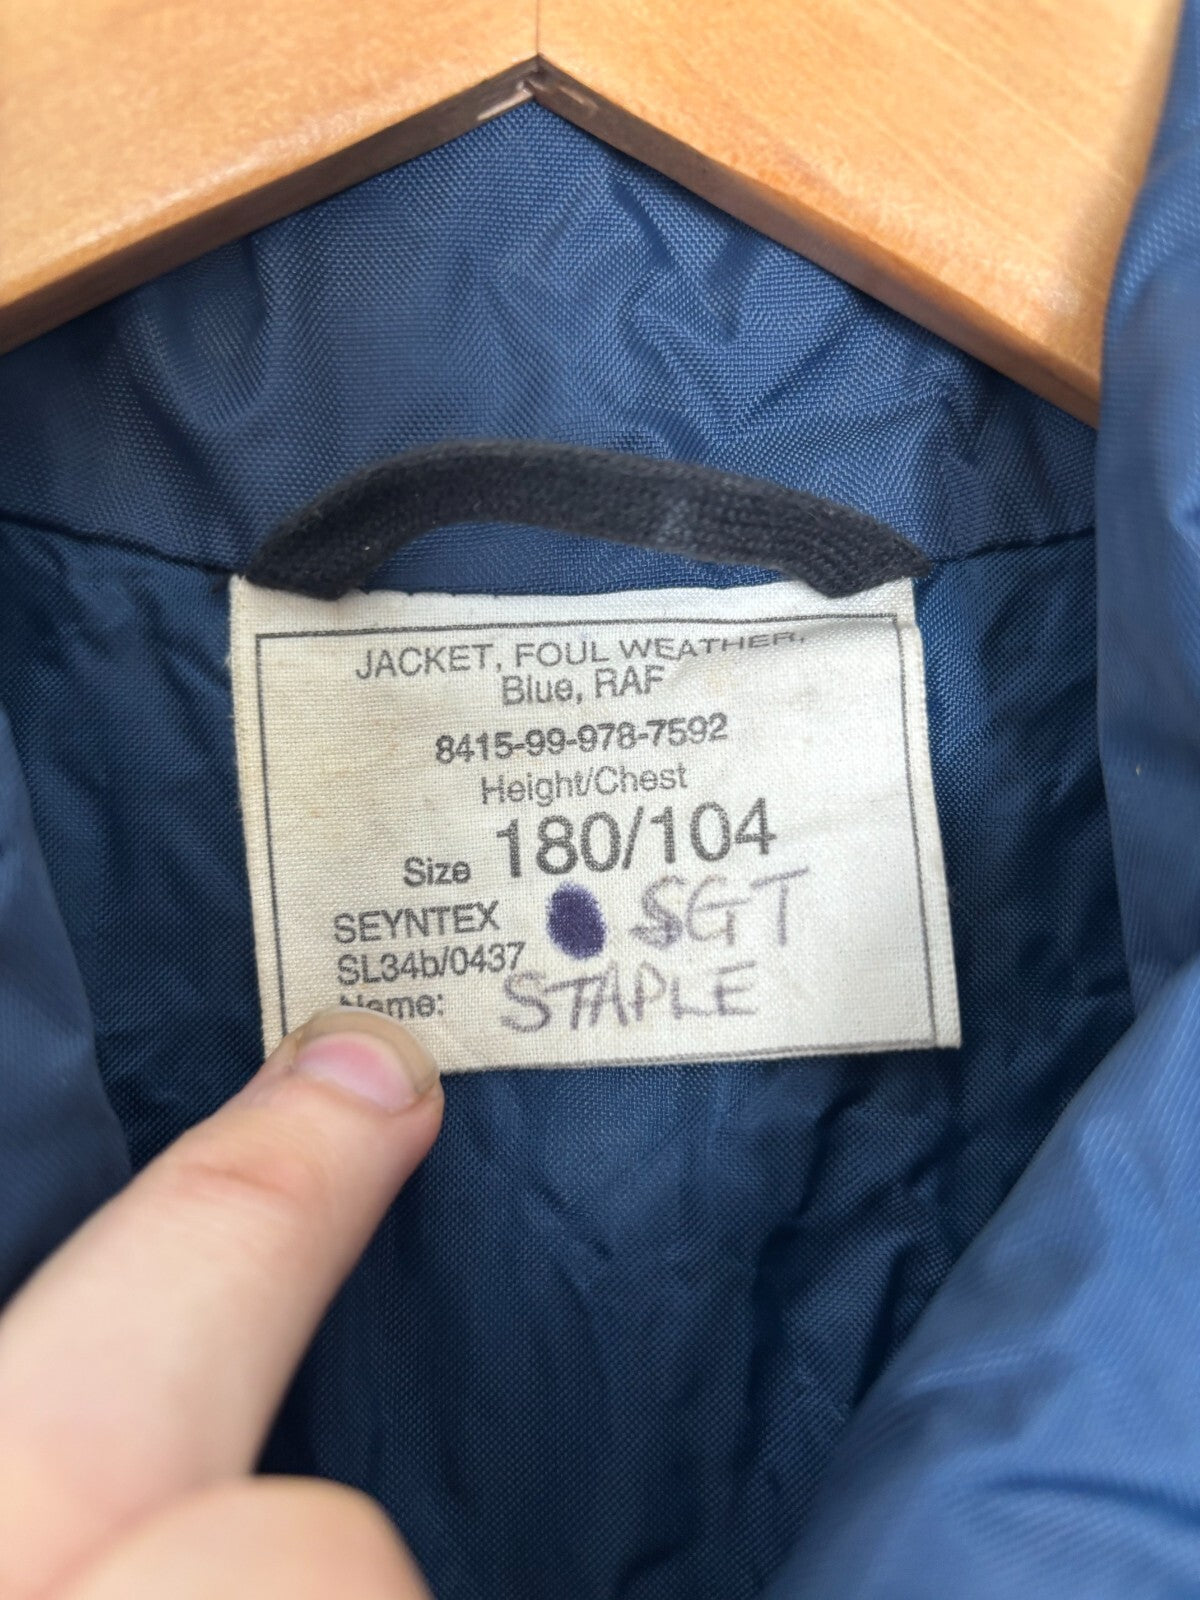 JACKET, FOUL WEATHER,
Blue, RAF
8415-99-978-7592
Height/Chest
Size 180/104
SEYNTEX SGT
SL34b/0437
Name: STAPLE